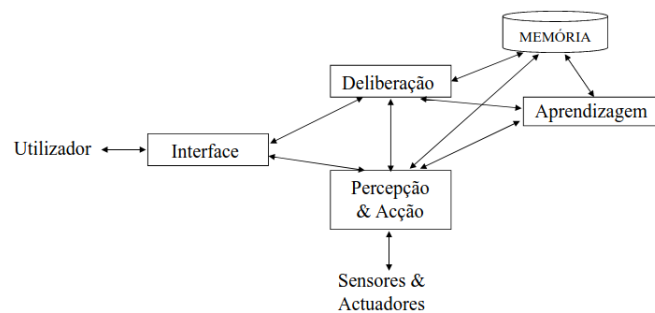 MEMÓRIA
Deliberação
Aprendizagem
Utilizador
Interface
Percepção
& Acção
Sensores &
Actuadores